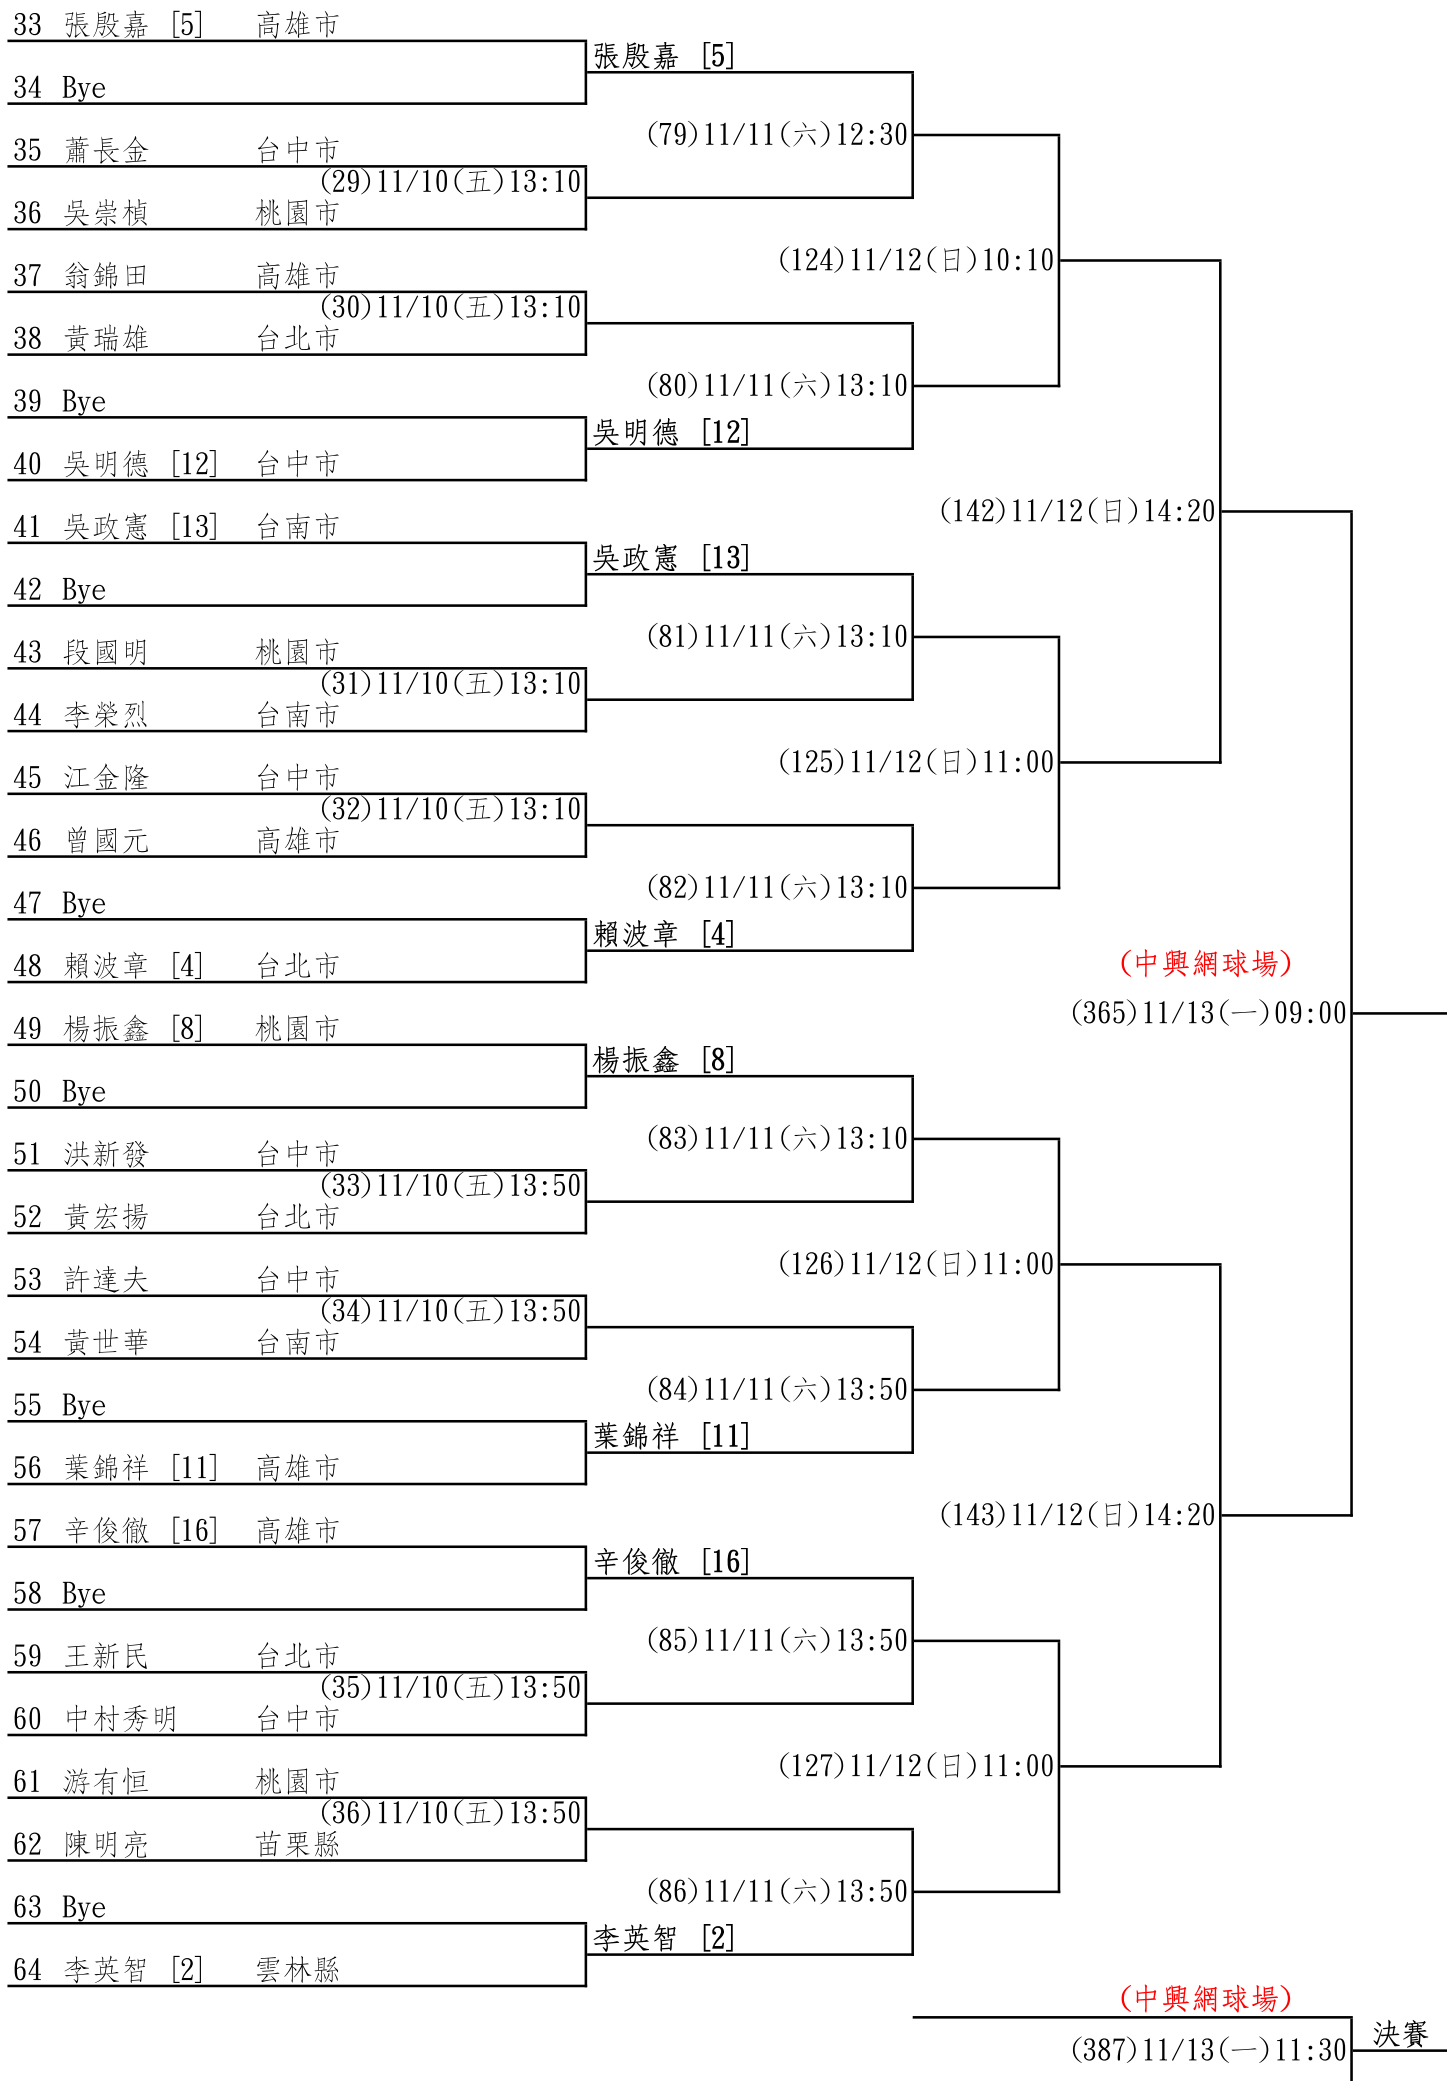 33 張殷嘉 [5] 高雄市
張殷嘉 [5]
34 Bye
(79)11/11(六)12:30
35 蕭長金 台中市
(29)11/10(五)13:10
36 吳崇楨 桃園市
(124)11/12(日)10:10
37 翁錦田 高雄市
(30)11/10(五)13:10
38 黃瑞雄 台北市
(80)11/11(六)13:10
39 Bye
吳明德 [12]
40 吳明德 [12] 台中市
(142)11/12(日)14:20
41 吳政憲 [13] 台南市
吳政憲 [13]
42 Bye
(81)11/11(六)13:10
43 段國明 桃園市
(31)11/10(五)13:10
44 李榮烈 台南市
(125)11/12(日)11:00
45 江金隆 台中市
(32)11/10(五)13:10
46 曾國元 高雄市
(82)11/11(六)13:10
47 Bye
賴波章 [4]
48 賴波章 [4] 台北市
(中興網球場)
(365)11/13(一)09:00
49 楊振鑫 [8] 桃園市
楊振鑫 [8]
50 Bye
(83)11/11(六)13:10
51 洪新發 台中市
(33)11/10(五)13:50
52 黃宏揚 台北市
(126)11/12(日)11:00
53 許達夫 台中市
(34)11/10(五)13:50
54 黃世華 台南市
(84)11/11(六)13:50
55 Bye
葉錦祥 [11]
56 葉錦祥 [11] 高雄市
(143)11/12(日)14:20
57 辛俊徹 [16] 高雄市
辛俊徹 [16]
58 Bye
(85)11/11(六)13:50
59 王新民 台北市
(35)11/10(五)13:50
60 中村秀明 台中市
(127)11/12(日)11:00
61 游有恒 桃園市
(36)11/10(五)13:50
62 陳明亮 苗栗縣
(86)11/11(六)13:50
63 Bye
李英智 [2]
64 李英智 [2] 雲林縣
(中興網球場)
(387)11/13(一)11:30
決賽